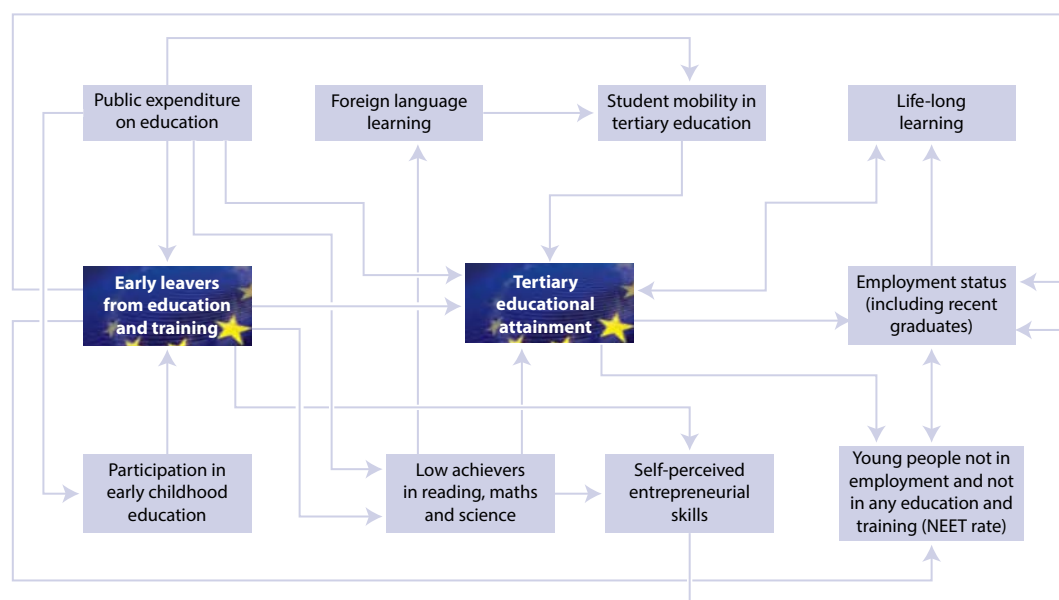 Public expenditure
on education
Foreign language
learning
Student mobility in
tertiary education
Life-long
learning
Early leavers
from education
and training
Tertiary
educational
attainment
Employment status
(including recent
graduates)
Participation in
early childhood
education
Low achievers
in reading, maths
and science
Self-perceived
entrepreneurial
skills
Young people not in
employment and not
in any education and
training (NEET rate)